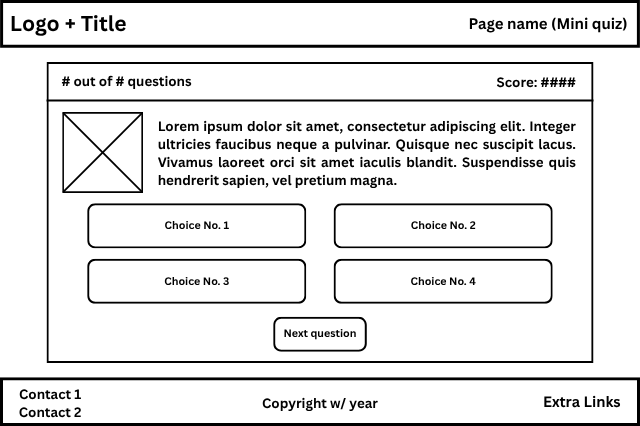 Logo + Title
Page name (Mini quiz)
# out of # questions
Score: ####
Lorem ipsum dolor sit amet, consectetur adipiscing elit. Integer
ultricies faucibus neque a pulvinar. Quisque nec suscipit lacus.
Vivamus laoreet orci sit amet iaculis blandit. Suspendisse quis
hendrerit sapien, vel pretium magna.
Choice No. 1
Choice No. 2
Choice No. 3
Choice No. 4
Next question
Contact 1
Contact 2
Copyright w/ year
Extra Links